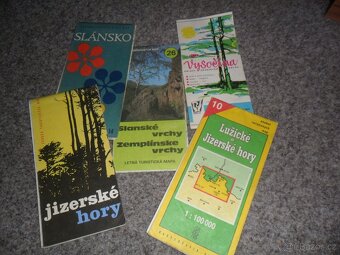 SLÁNSKO
26
Slanské
vrchy
Zemplínske
vrchy
LETNÁ TURISTICKÁ MAPA
Vysočina
jizerské
hory
10
Lužické
a
Jizerské hory
1 : 100 000